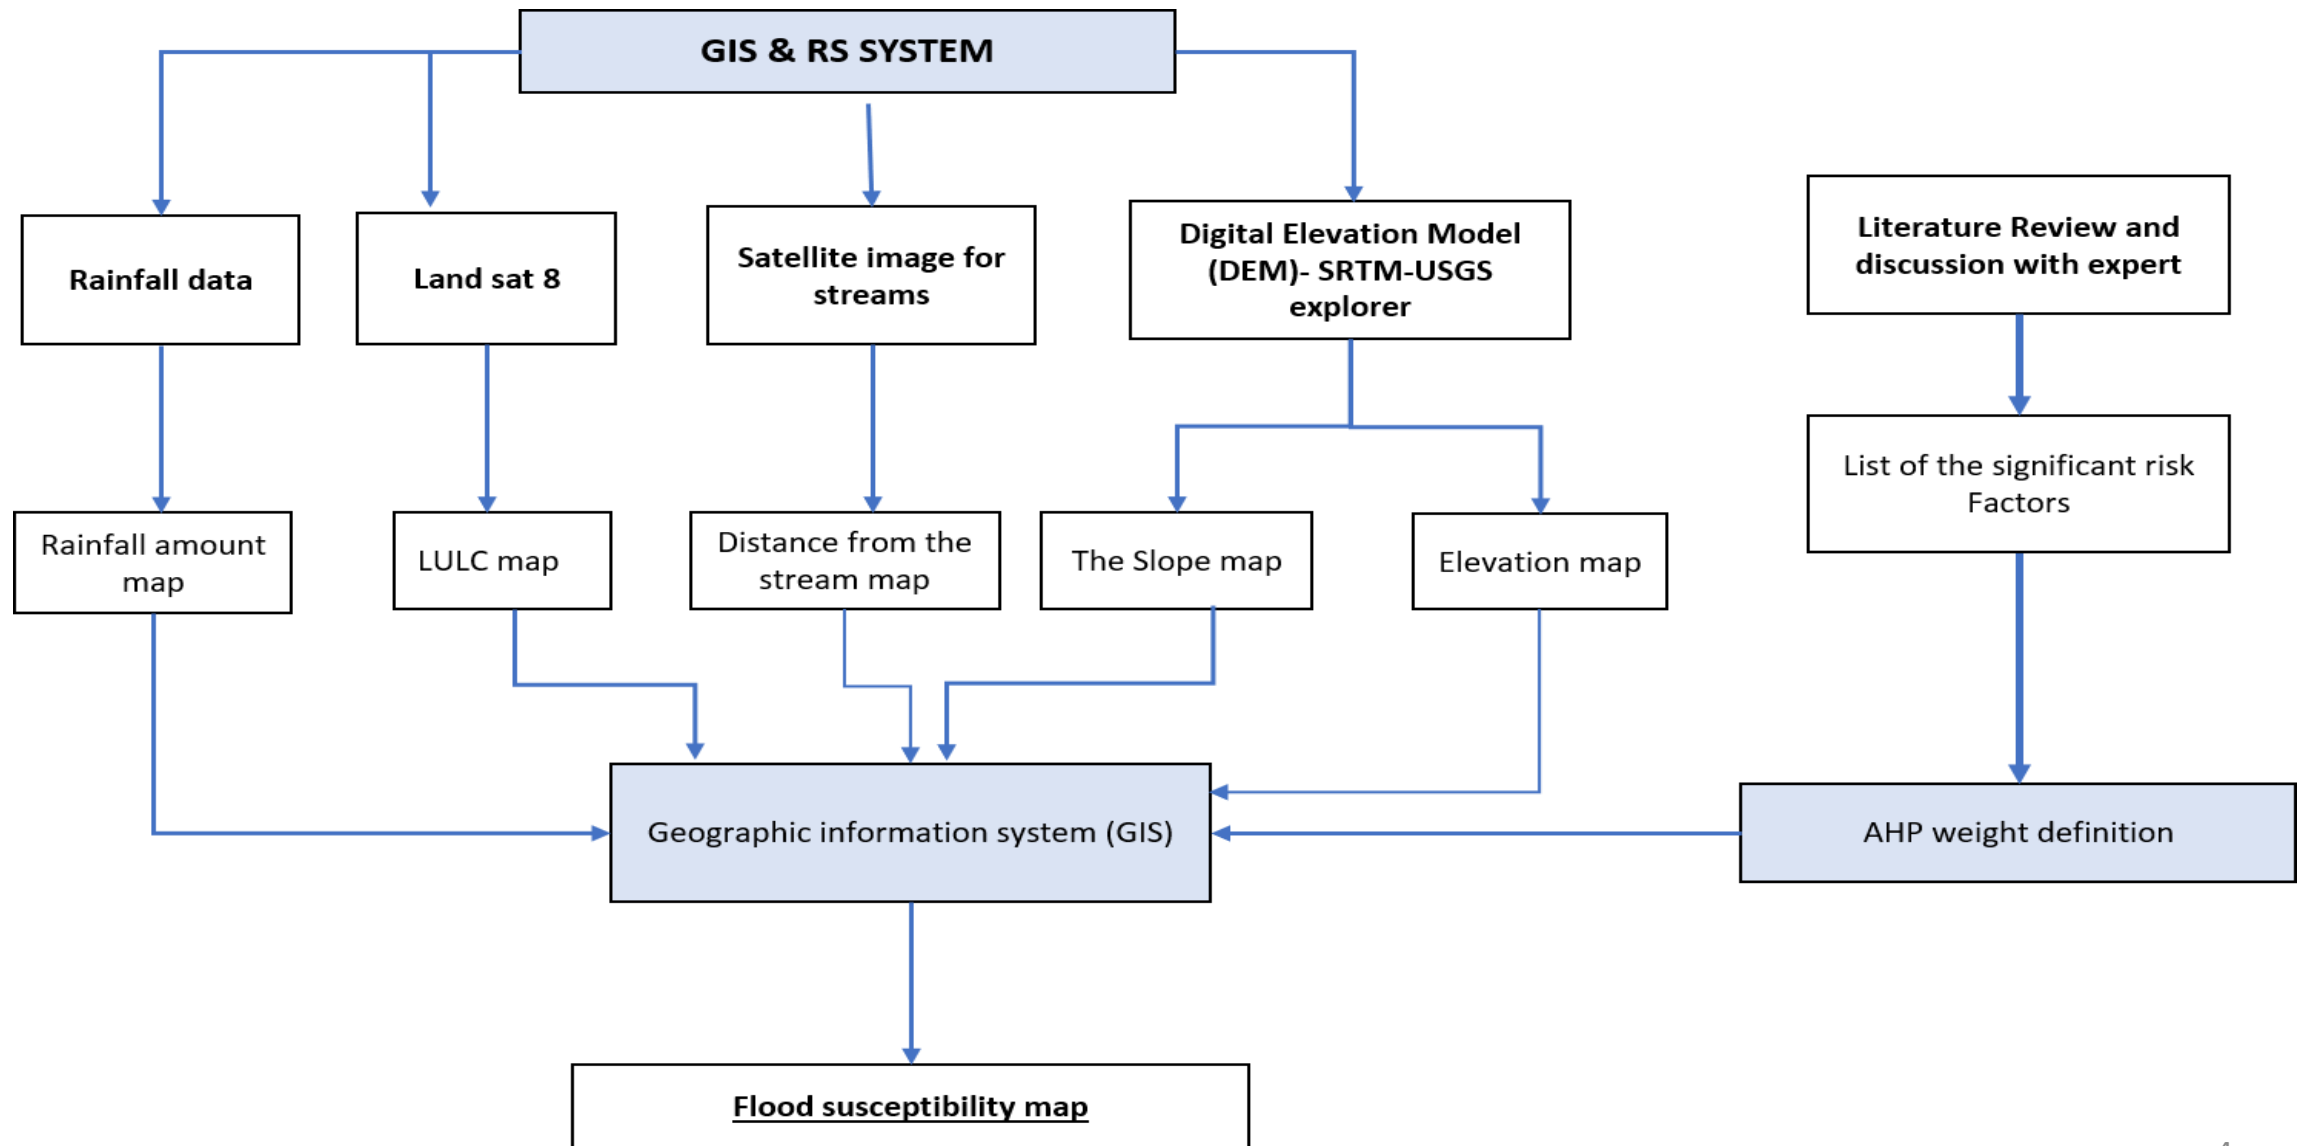 GIS & RS SYSTEM
Rainfall data
Land sat 8
Satellite image for
streams
Digital Elevation Model
(DEM)- SRTM-USGS
explorer
Literature Review and
discussion with expert
List of the significant risk
Factors
Rainfall amount
map
LULC map
Distance from the
stream map
The Slope map
Elevation map
Geographic information system (GIS)
AHP weight definition
Flood susceptibility map